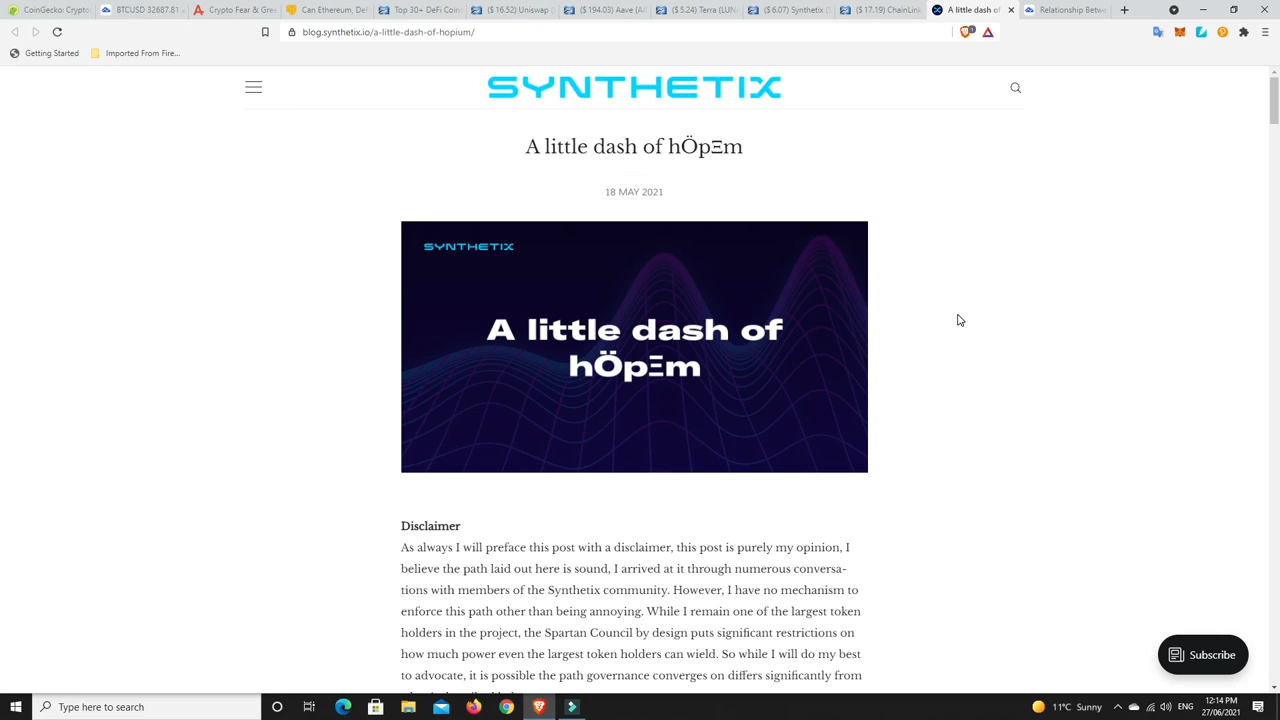 CoinGecko: Crypto
BTCUSD 32687.81
Crypto Fear & Gree
Can Ethereum, Def
Top 30+ Defi Coins
($ 16.52) Uniswap (
($ 194.03) Aave (AA
($ 5.24) Terra (LUN
($ 6.07) Synthetix (S
($ 17.19) ChainLink
A little dash of
Relationship Betwe
blog.synthetix.io/a-little-dash-of-hopium/
1
Getting Started
Imported From Fire...
SYNTHETIX
A little dash of hÖpΞm
18 MAY 2021
SYNTHETIX
A little dash of
hÖpΞm
Disclaimer
As always I will preface this post with a disclaimer, this post is purely my opinion, I
believe the path laid out here is sound, I arrived at it through numerous conversa-
tions with members of the Synthetix community. However, I have no mechanism to
enforce this path other than being annoying. While I remain one of the largest token
holders in the project, the Spartan Council by design puts significant restrictions on
how much power even the largest token holders can wield. So while I will do my best
to advocate, it is possible the path governance converges on differs significantly from
Subscribe
Type here to search
11°C Sunny
ENG
12:14 PM
27/06/2021